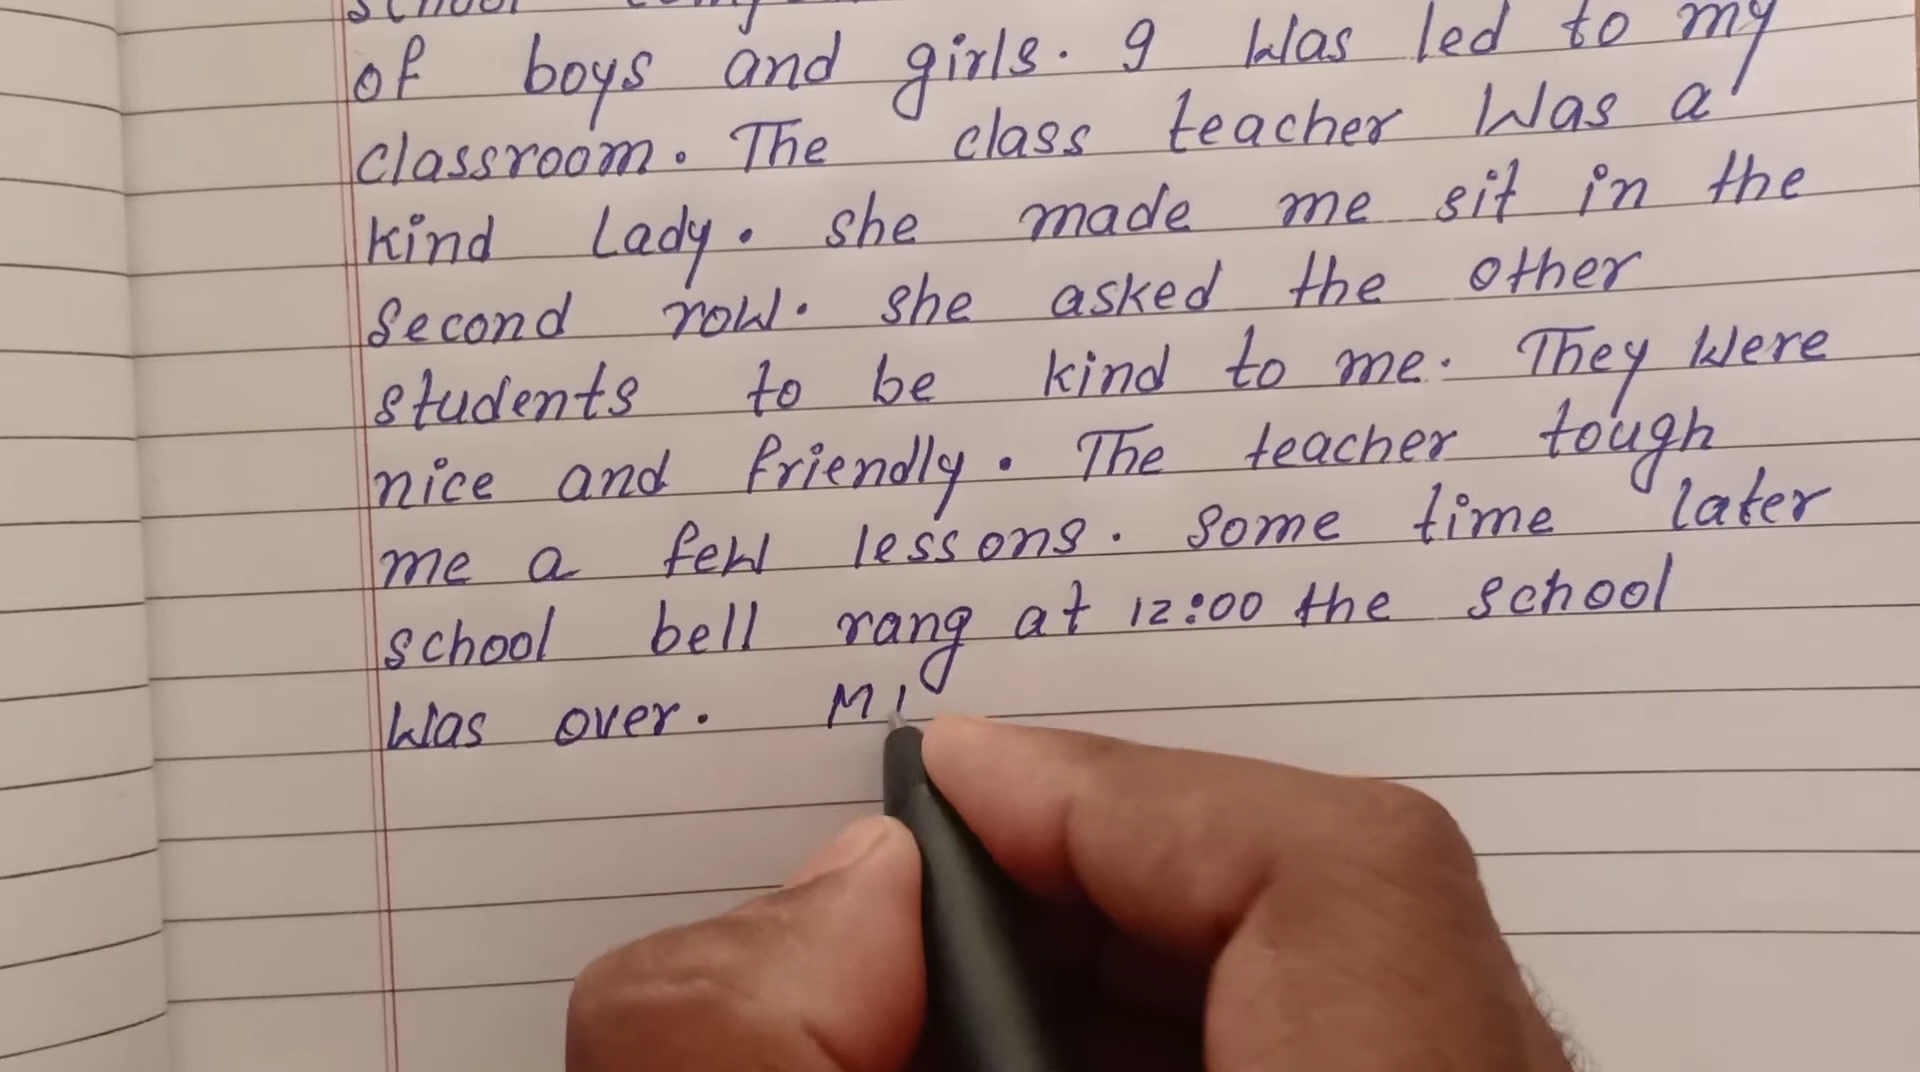 school
of boys and girls. I was led to my
classroom. The class teacher was a
kind Lady. she made me sit in the
second row. she asked the other
students to be kind to me. They were
nice and friendly. The teacher tough
me a few lessons. some time later
school bell rang at 12:00 the school
was over. M